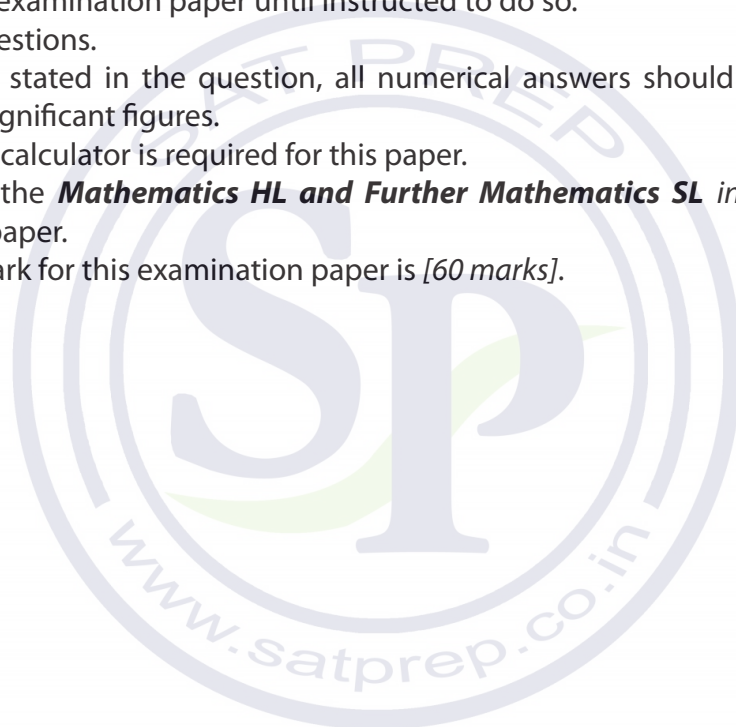 examination paper until instructed to do so.
estions.
stated in the question, all numerical answers should
gnificant figures.
calculator is required for this paper.
the Mathematics HL and Further Mathematics SL in
paper.
ark for this examination paper is [60 marks].
SAT PREP
SP
www.satprep.co.in